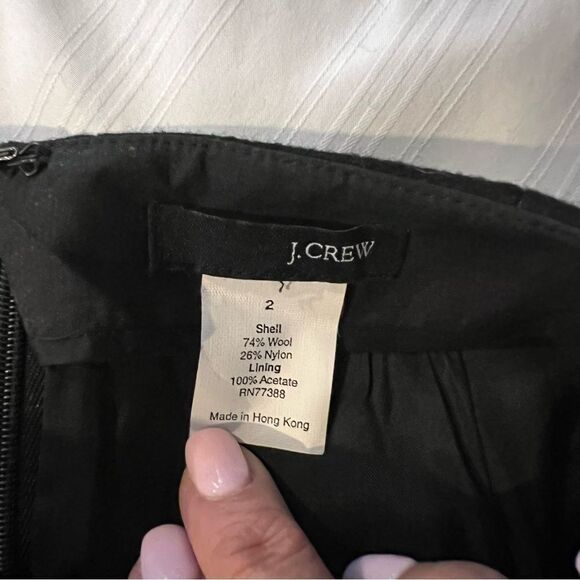 J.CREW
2
Shell
74% Wool
26% Nylon
Lining
100% Acetate
RN77388
Made in Hong Kong